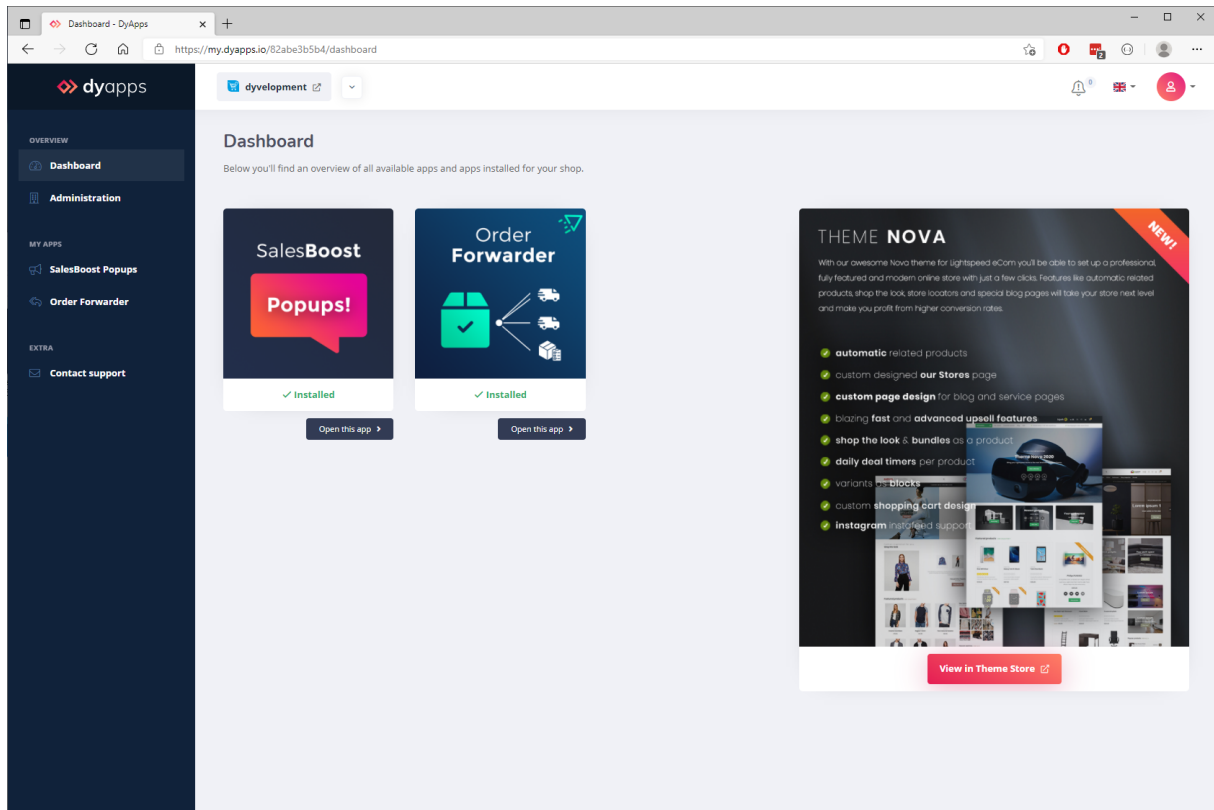 Dashboard - DyApps
https://my.dyapps.io/82abe3b5b4/dashboard
2
dyapps
dyvelopment
0
OVERVIEW
Dashboard
Administration
MY APPS
SalesBoost Popups
Order Forwarder
EXTRA
Contact support
Dashboard
Below you'll find an overview of all available apps and apps installed for your shop.
SalesBoost
Popups!
Installed
Open this app
Order
Forwarder
Installed
Open this app
NEW!
THEME NOVA
With our awesome Nova theme for Lightspeed eCom you'll be able to set up a professional,
fully featured and modern online store with just a few clicks. Features like automatic related
products, shop the look, store locators and special blog pages will take your store next level
and make you profit from higher conversion rates.
automatic related products
custom designed our Stores page
custom page design for blog and service pages
blazing fast and advanced upsell features
shop the look & bundles as a product
daily deal timers per product
variants as blocks
custom shopping cart design
instagram instafeed support
View in Theme Store